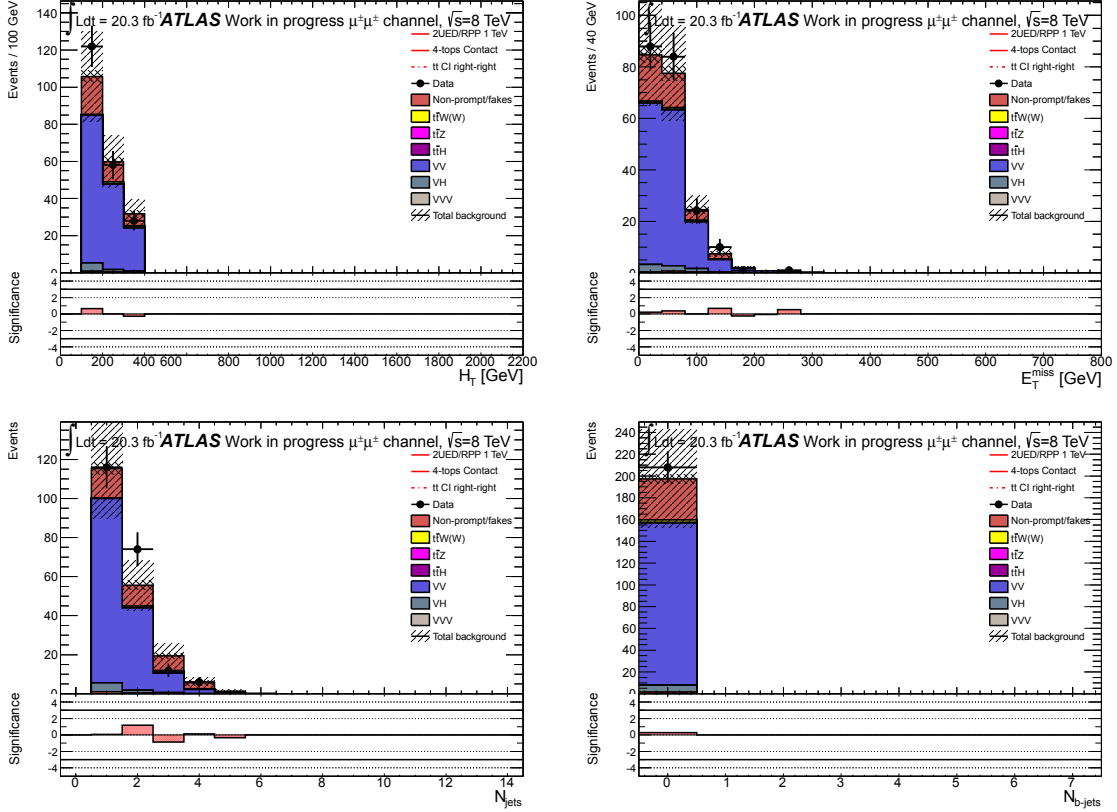 ∫ Ldt = 20.3 fb⁻¹ ATLAS Work in progress μ±μ± channel, √s=8 TeV
Events / 100 GeV
140
120
100
80
60
40
20
0
2UED/RPP 1 TeV
4-tops Contact
tt CI right-right
Data
Non-prompt/fakes
tt̄W(W)
tt̄Z
tt̄H
VV
VH
VVV
Total background
Significance
4
2
0
-2
-4
0 200 400 600 800 1000 1200 1400 1600 1800 2000 2200
H_T [GeV]
∫ Ldt = 20.3 fb⁻¹ ATLAS Work in progress μ±μ± channel, √s=8 TeV
Events / 40 GeV
100
80
60
40
20
0
2UED/RPP 1 TeV
4-tops Contact
tt CI right-right
Data
Non-prompt/fakes
tt̄W(W)
tt̄Z
tt̄H
VV
VH
VVV
Total background
Significance
4
2
0
-2
-4
0 100 200 300 400 500 600 700 800
E_T^miss [GeV]
∫ Ldt = 20.3 fb⁻¹ ATLAS Work in progress μ±μ± channel, √s=8 TeV
Events
120
100
80
60
40
20
0
2UED/RPP 1 TeV
4-tops Contact
tt CI right-right
Data
Non-prompt/fakes
tt̄W(W)
tt̄Z
tt̄H
VV
VH
VVV
Total background
Significance
4
2
0
-2
-4
0 2 4 6 8 10 12 14
N_jets
∫ Ldt = 20.3 fb⁻¹ ATLAS Work in progress μ±μ± channel, √s=8 TeV
Events
240
220
200
180
160
140
120
100
80
60
40
20
0
2UED/RPP 1 TeV
4-tops Contact
tt CI right-right
Data
Non-prompt/fakes
tt̄W(W)
tt̄Z
tt̄H
VV
VH
VVV
Total background
Significance
4
2
0
-2
-4
0 1 2 3 4 5 6 7
N_b-jets